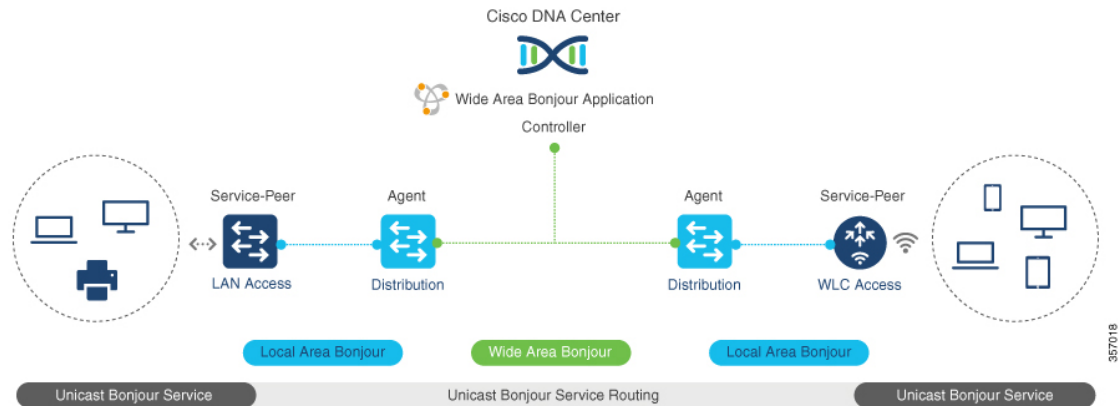 Cisco DNA Center
Wide Area Bonjour Application
Controller
Service-Peer
Agent
Agent
Service-Peer
LAN Access
Distribution
Distribution
WLC Access
Local Area Bonjour
Wide Area Bonjour
Local Area Bonjour
Unicast Bonjour Service
Unicast Bonjour Service Routing
Unicast Bonjour Service
357018